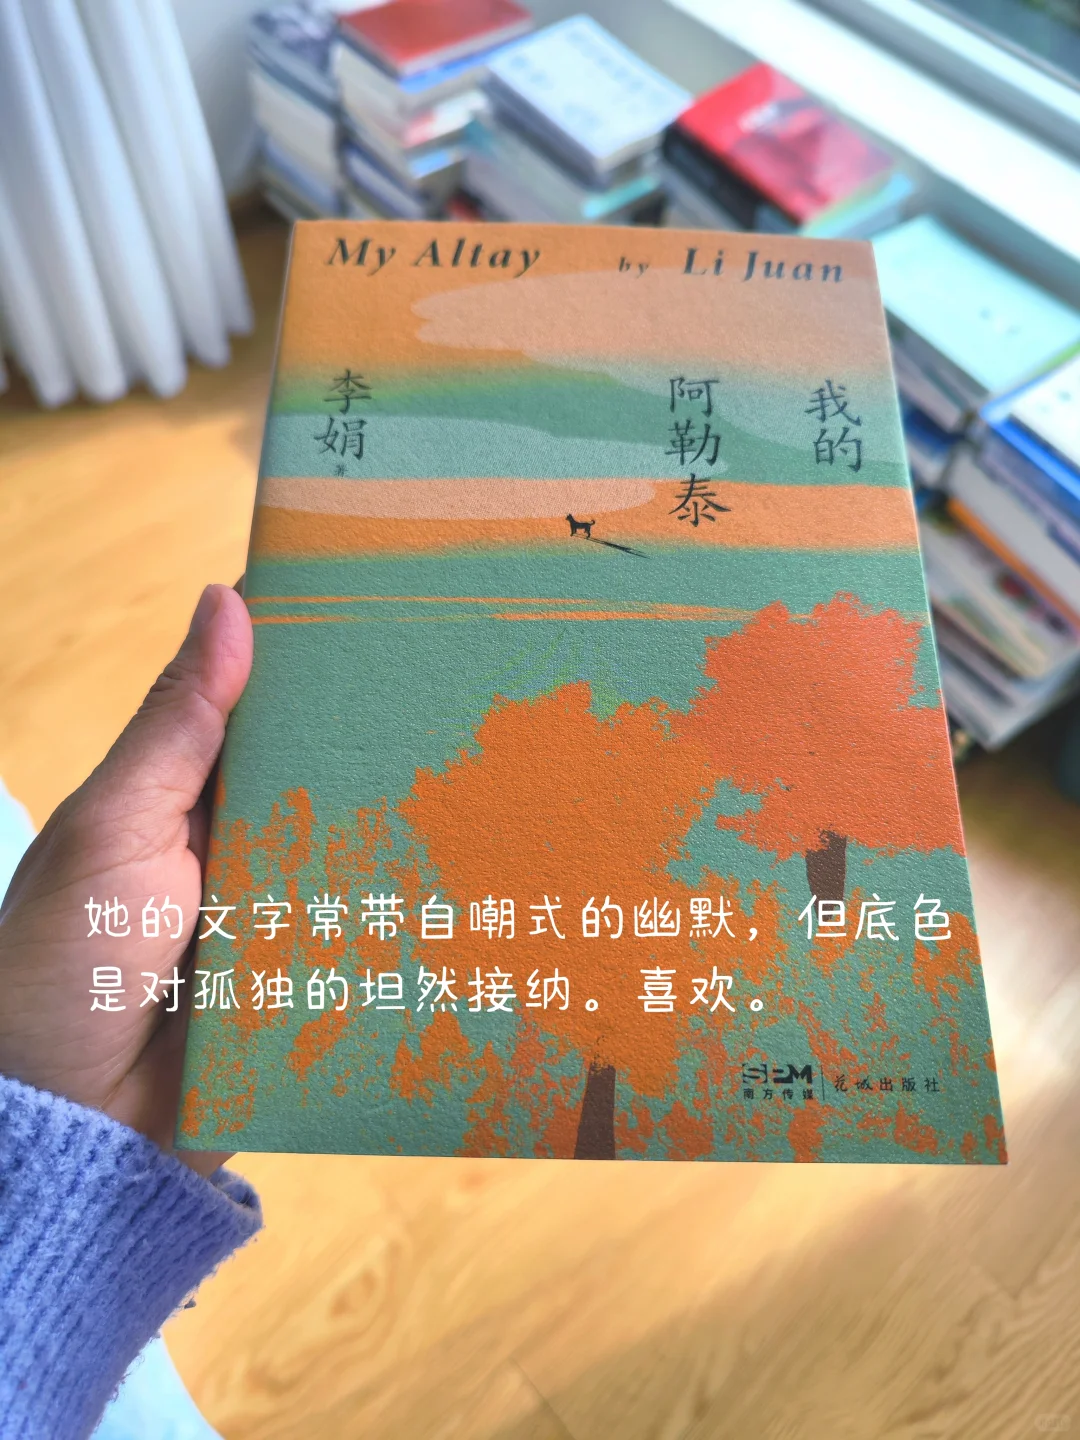 My Altay by Li Juan
我的
阿勒泰
李娟
著
她的文字常带自嘲式的幽默，但底色
是对孤独的坦然接纳。喜欢。
SPM
南方传媒
花城出版社